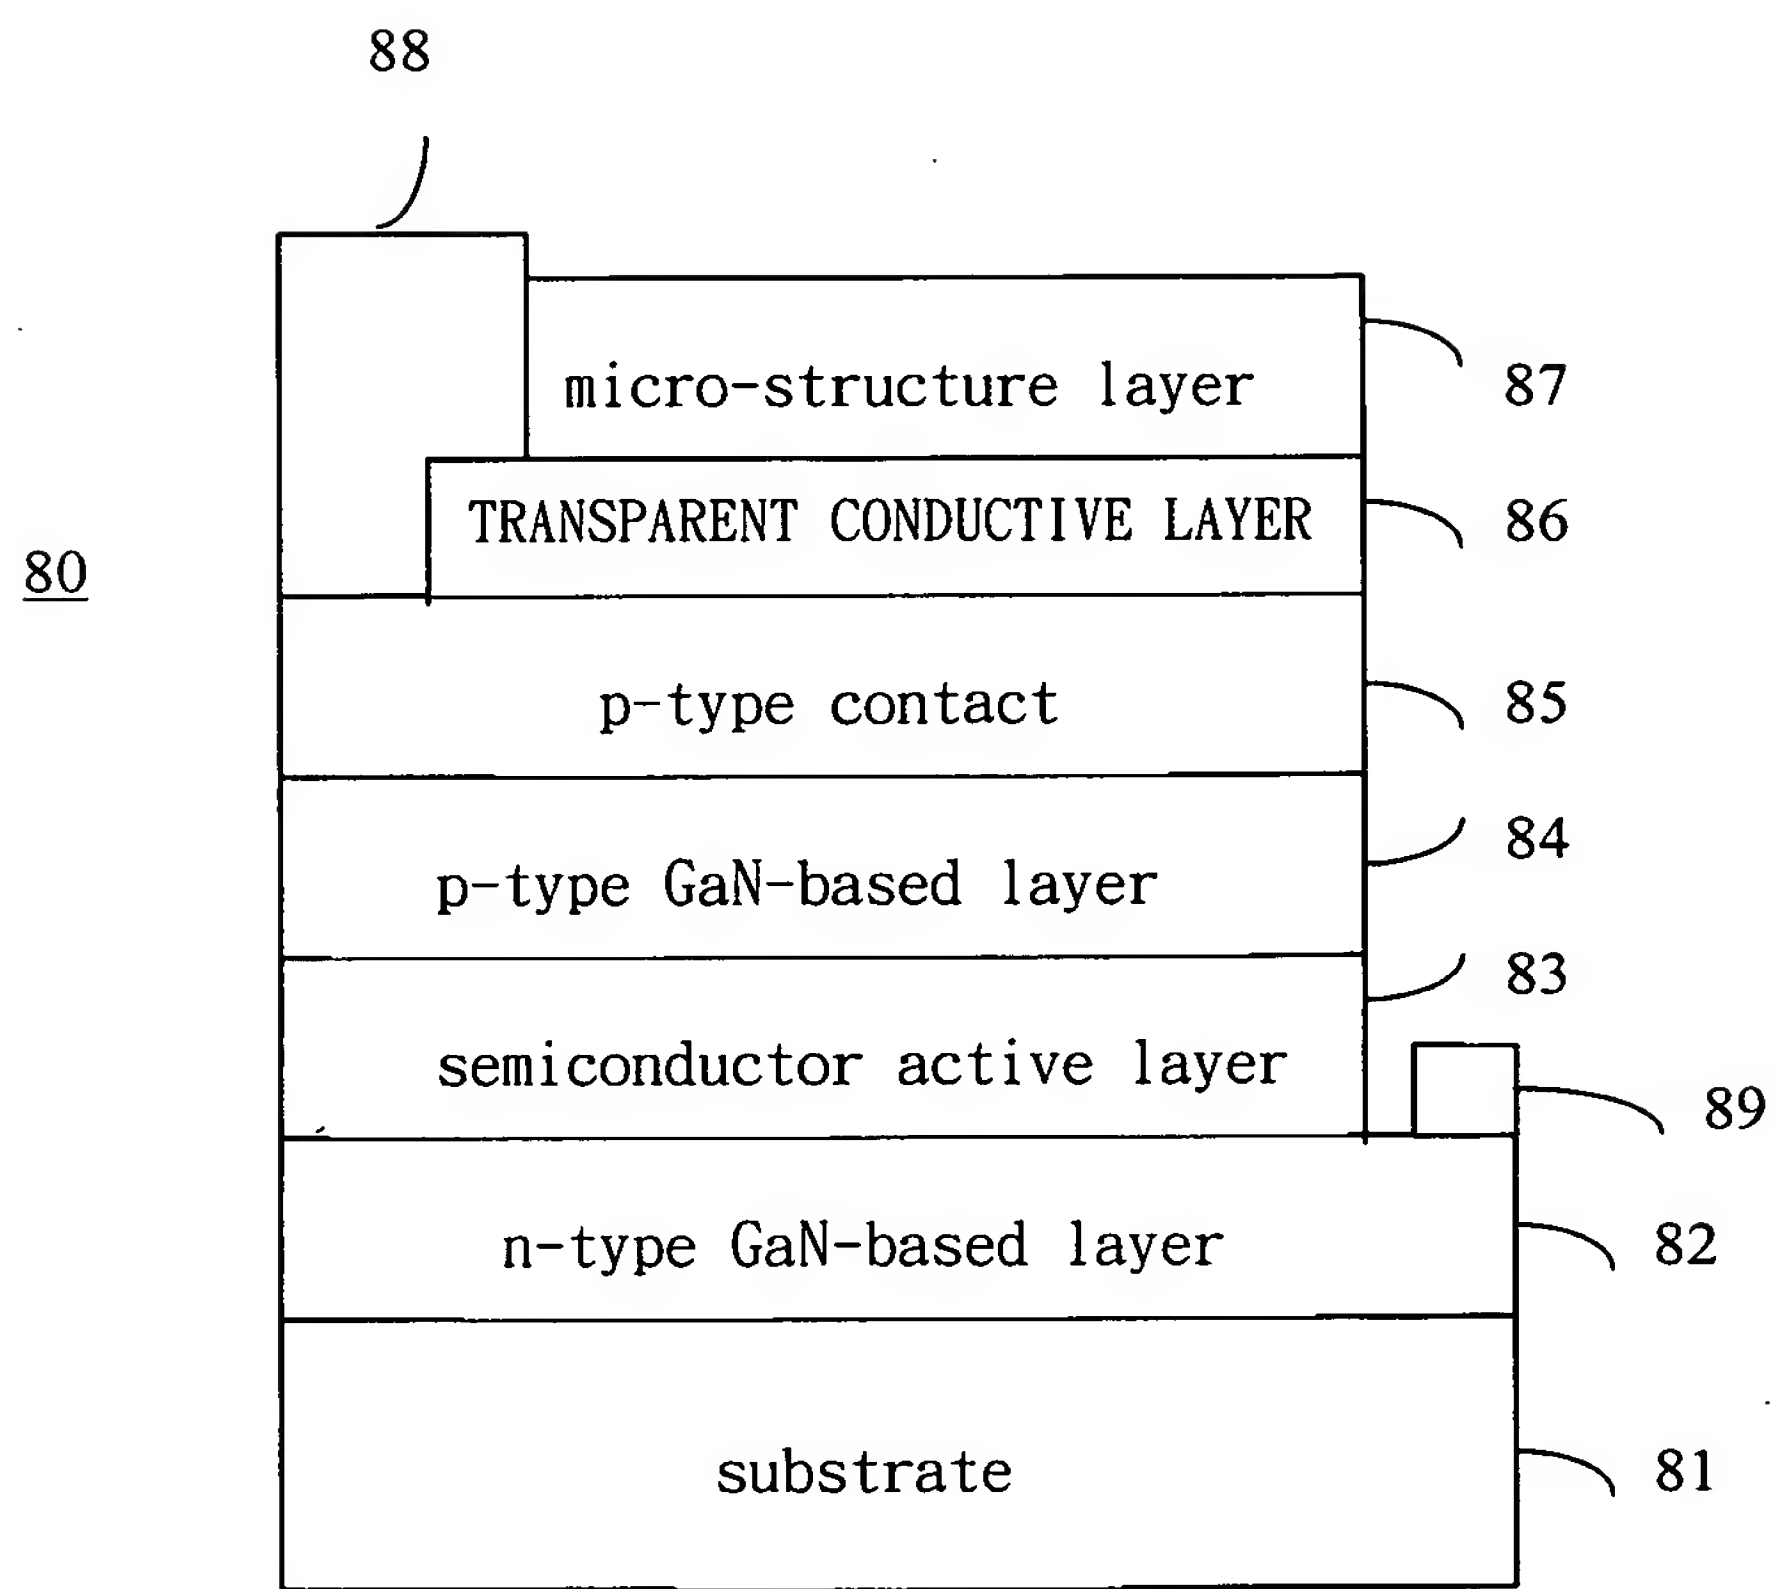 88
micro-structure layer
87
TRANSPARENT CONDUCTIVE LAYER
86
80
p-type contact
85
p-type GaN-based layer
84
83
semiconductor active layer
89
n-type GaN-based layer
82
substrate
81